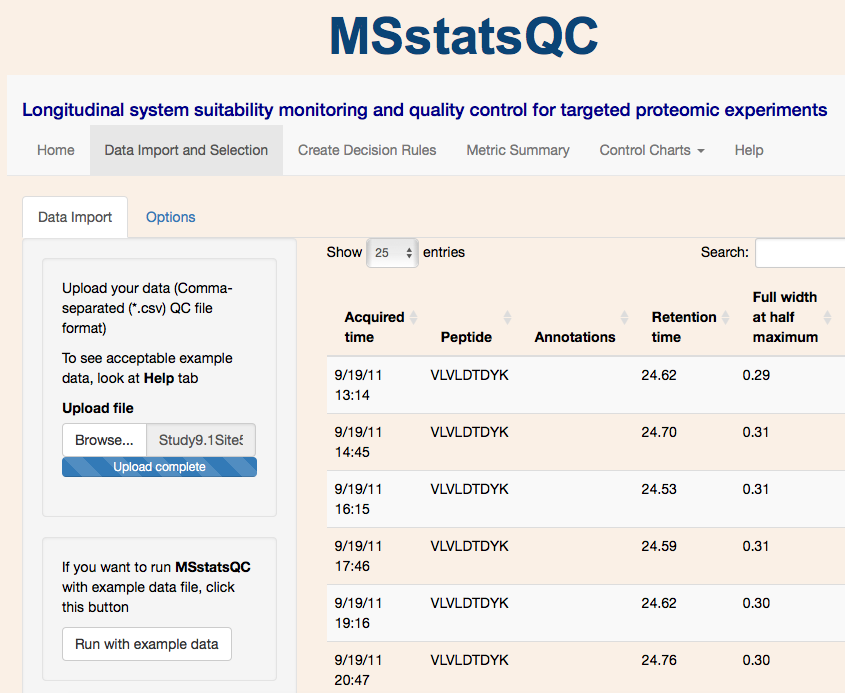 MSstatsQC
Longitudinal system suitability monitoring and quality control for targeted proteomic experiments
Home Data Import and Selection Create Decision Rules Metric Summary Control Charts Help
Data Import Options
Upload your data (Comma-
separated (*.csv) QC file
format)
To see acceptable example
data, look at Help tab
Upload file
Browse... Study9.1Site
Upload complete
If you want to run MSstatsQC
with example data file, click
this button
Run with example data
Show 25 entries Search:
Acquired time Peptide Annotations Retention time Full width at half maximum
9/19/11 13:14 VLVLDTDYK 24.62 0.29
9/19/11 14:45 VLVLDTDYK 24.70 0.31
9/19/11 16:15 VLVLDTDYK 24.53 0.31
9/19/11 17:46 VLVLDTDYK 24.59 0.31
9/19/11 19:16 VLVLDTDYK 24.62 0.30
9/19/11 20:47 VLVLDTDYK 24.76 0.30